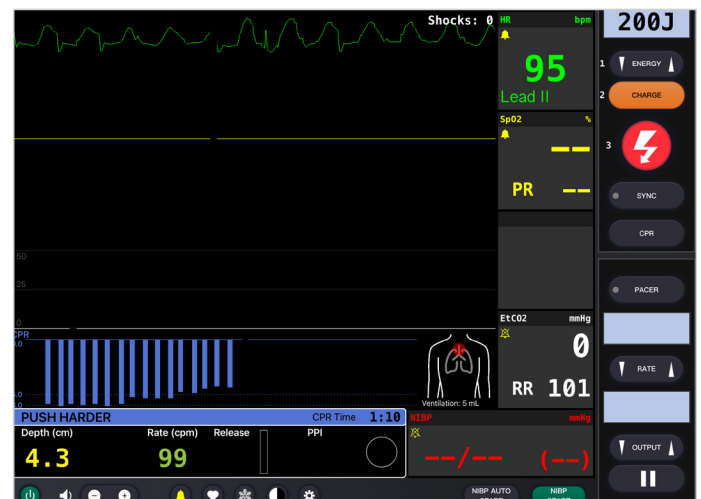 Shocks: 0
HR bpm
95
Lead II
SpO2 %
--
PR --
50
25
0
EtCO2 mmHg
0
RR 101
CPR
Ventilation: 5 mL
PUSH HARDER CPR Time 1:10
Depth (cm) Rate (cpm) Release PPI
4.3 99
NIBP mmHg
--/-- (--)
NIBP AUTO
NIBP
200J
1 ENERGY
2 CHARGE
3
SYNC
CPR
PACER
RATE
OUTPUT